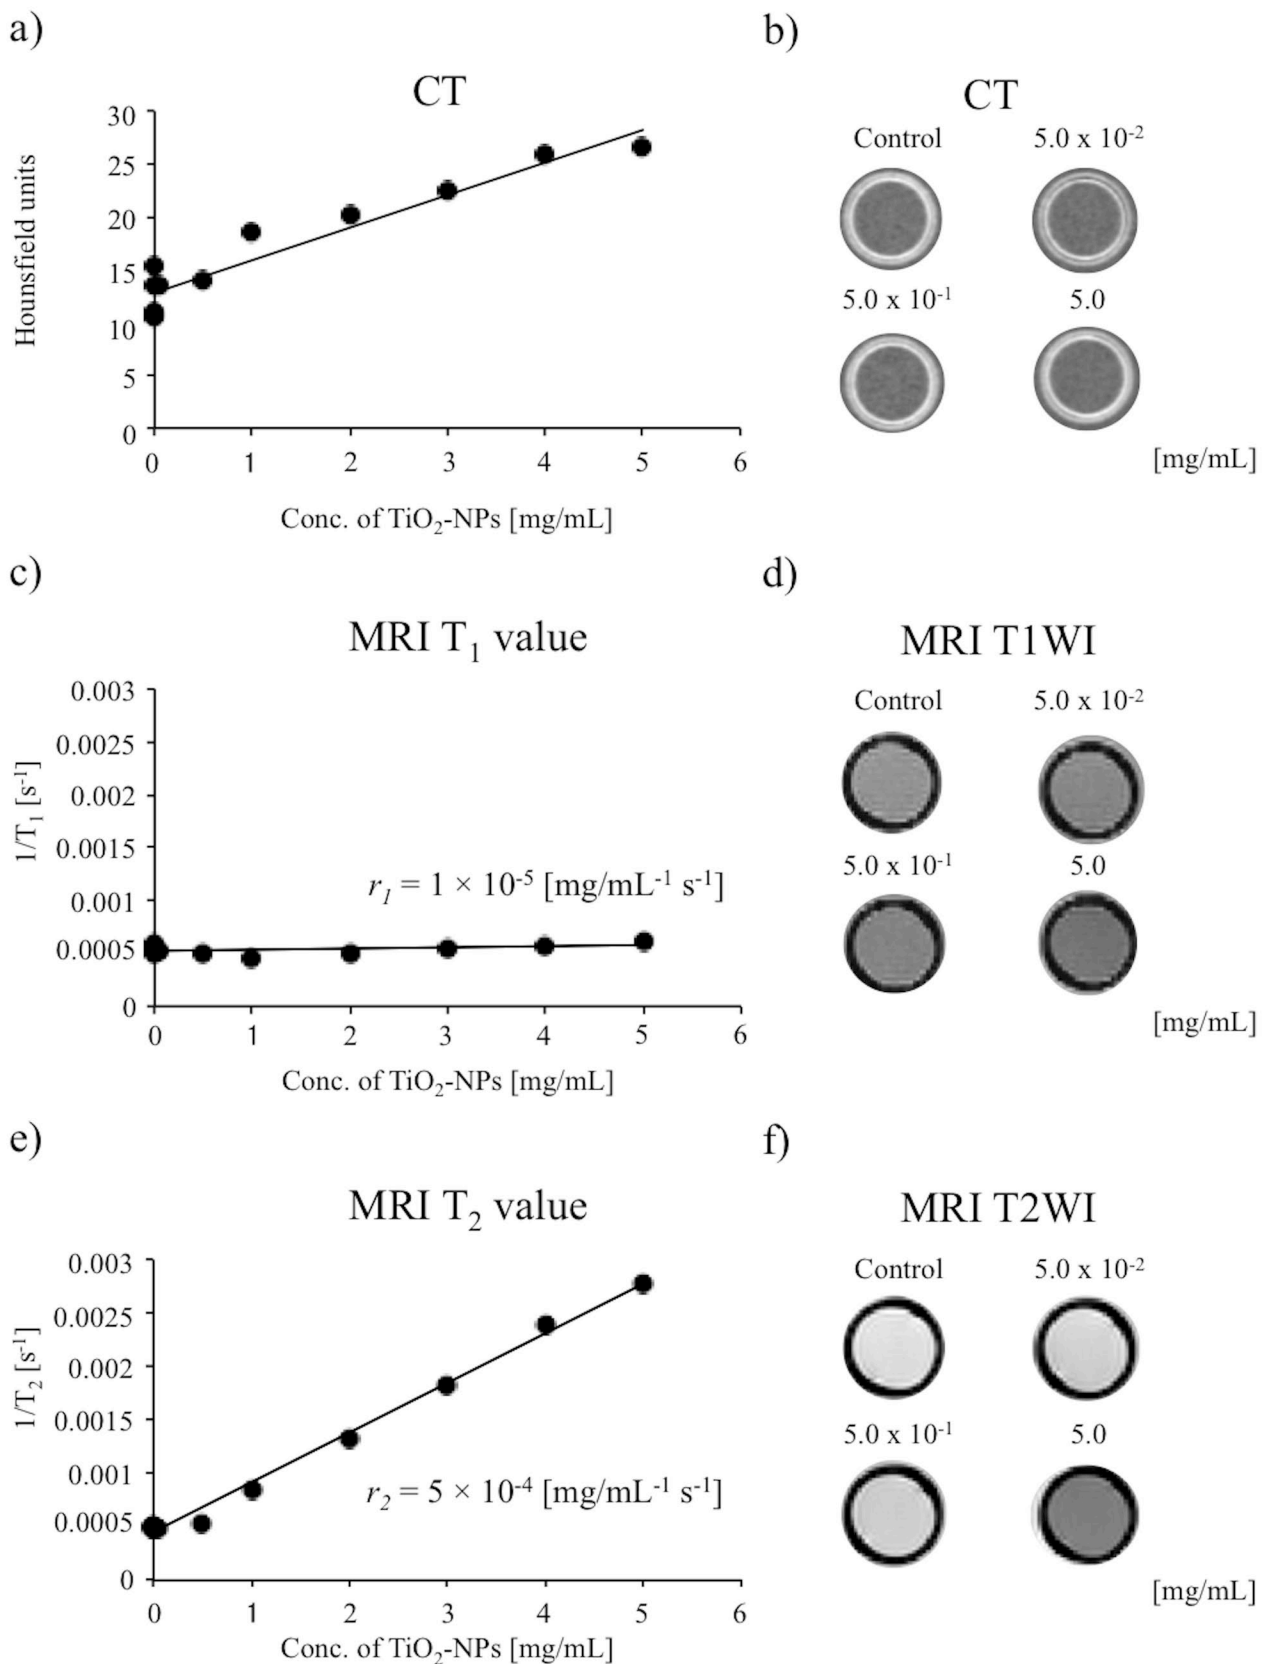 a)
CT
30
25
20
15
10
5
0
0 1 2 3 4 5 6
Hounsfield units
Conc. of TiO₂-NPs [mg/mL]
b)
CT
Control 5.0 x 10⁻²
5.0 x 10⁻¹ 5.0
[mg/mL]
c)
MRI T₁ value
0.003
0.0025
0.002
0.0015
0.001
0.0005
0
0 1 2 3 4 5 6
1/T₁ [s⁻¹]
r₁ = 1 × 10⁻⁵ [mg/mL⁻¹ s⁻¹]
Conc. of TiO₂-NPs [mg/mL]
d)
MRI T1WI
Control 5.0 x 10⁻²
5.0 x 10⁻¹ 5.0
[mg/mL]
e)
MRI T₂ value
0.003
0.0025
0.002
0.0015
0.001
0.0005
0
0 1 2 3 4 5 6
1/T₂ [s⁻¹]
r₂ = 5 × 10⁻⁴ [mg/mL⁻¹ s⁻¹]
Conc. of TiO₂-NPs [mg/mL]
f)
MRI T2WI
Control 5.0 x 10⁻²
5.0 x 10⁻¹ 5.0
[mg/mL]